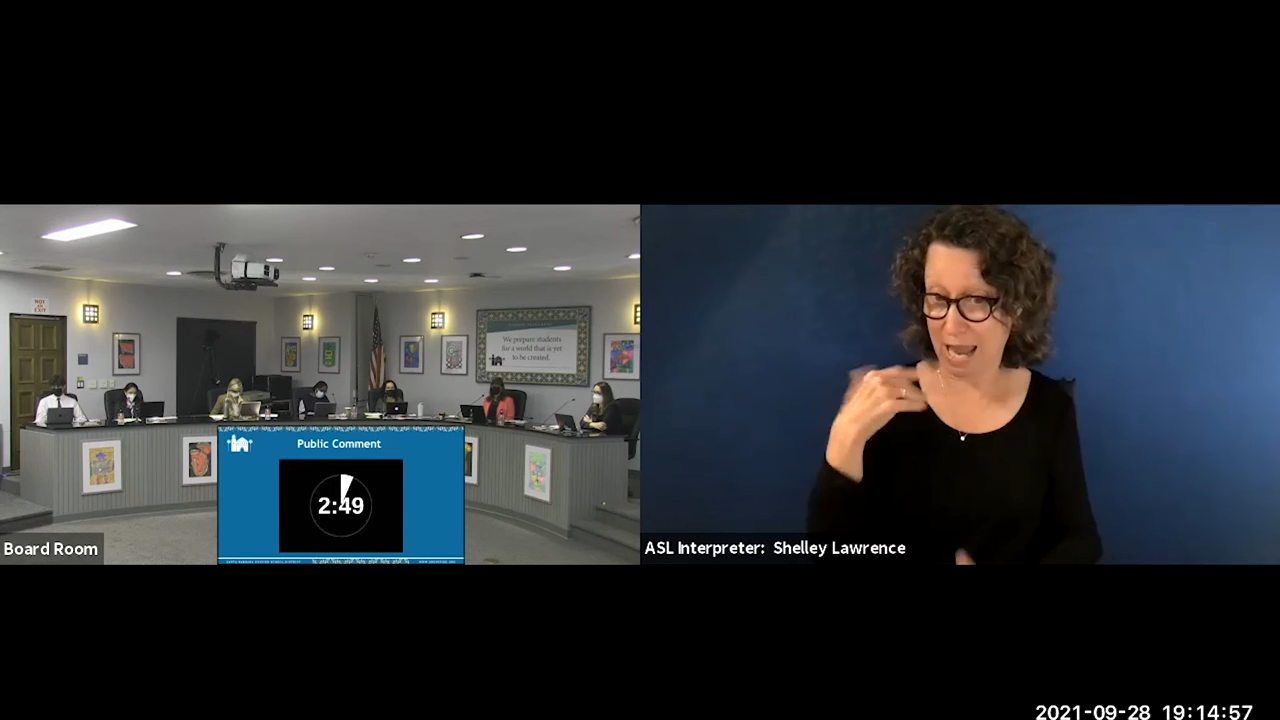 NOT
AN
EXIT
We prepare students
for a world that is yet
to be created.
Public Comment
2:49
Board Room
ASL Interpreter: Shelley Lawrence
2021-09-28 19:14:57